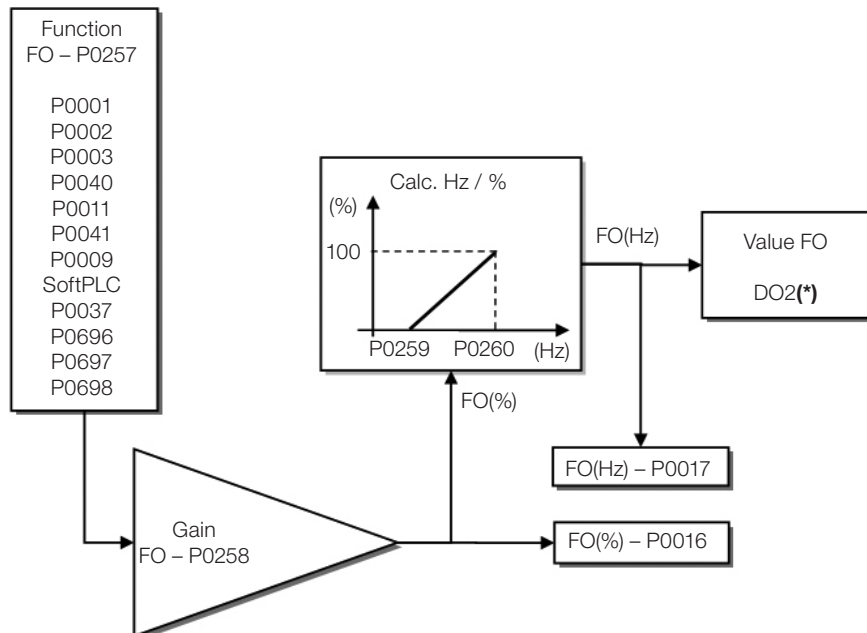 Function
FO – P0257
P0001
P0002
P0003
P0040
P0011
P0041
P0009
SoftPLC
P0037
P0696
P0697
P0698
Calc. Hz / %
(%)
100
P0259 P0260 (Hz)
FO(Hz)
Value FO
DO2(*)
FO(%)
FO(Hz) – P0017
Gain
FO – P0258
FO(%) – P0016